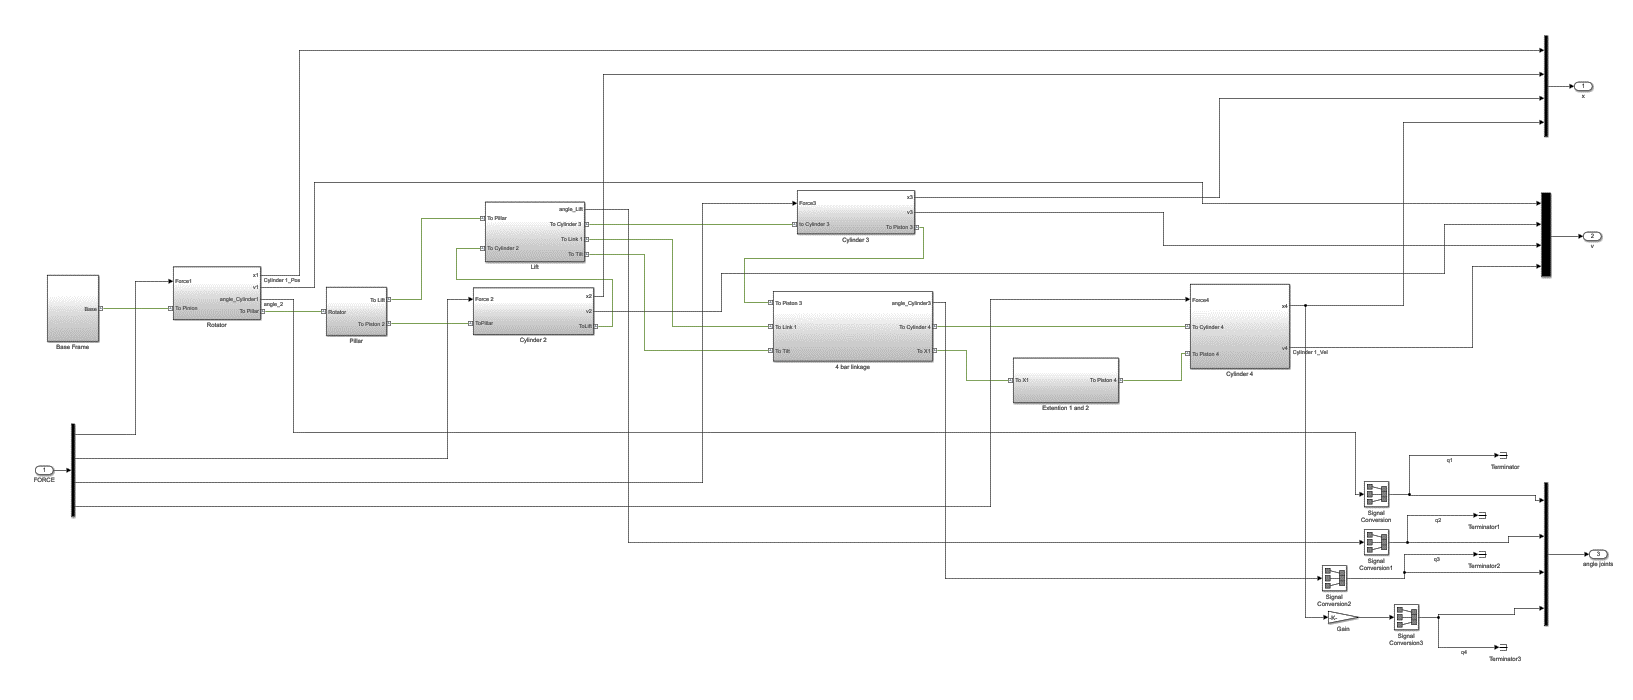 1
x
2
v
Base
Base Frame
Force1
To Pinion
x1
v1
angle_Cylinder1
To Pillar
Rotator
Cylinder 1_Pos
angle_2
Rotator
To Lift
To Piston 2
Pillar
To Pillar
To Cylinder 2
angle_Lift
To Cylinder 3
To Link 1
To Tilt
Lift
Force 2
ToPillar
x2
v2
ToLift
Cylinder 2
Force3
to Cylinder 3
x3
v3
To Piston 3
Cylinder 3
To Piston 3
To Link 1
To Tilt
angle_Cylinder3
To Cylinder 4
To X1
4 bar linkage
To X1
To Piston 4
Extention 1 and 2
Force4
To Cylinder 4
To Piston 4
x4
v4
Cylinder 4
Cylinder 1_Vel
1
FORCE
q1
Terminator
Signal
Conversion
q2
Terminator1
Signal
Conversion1
q3
Terminator2
Signal
Conversion2
-K-
Gain
Signal
Conversion3
q4
Terminator3
3
angle joints